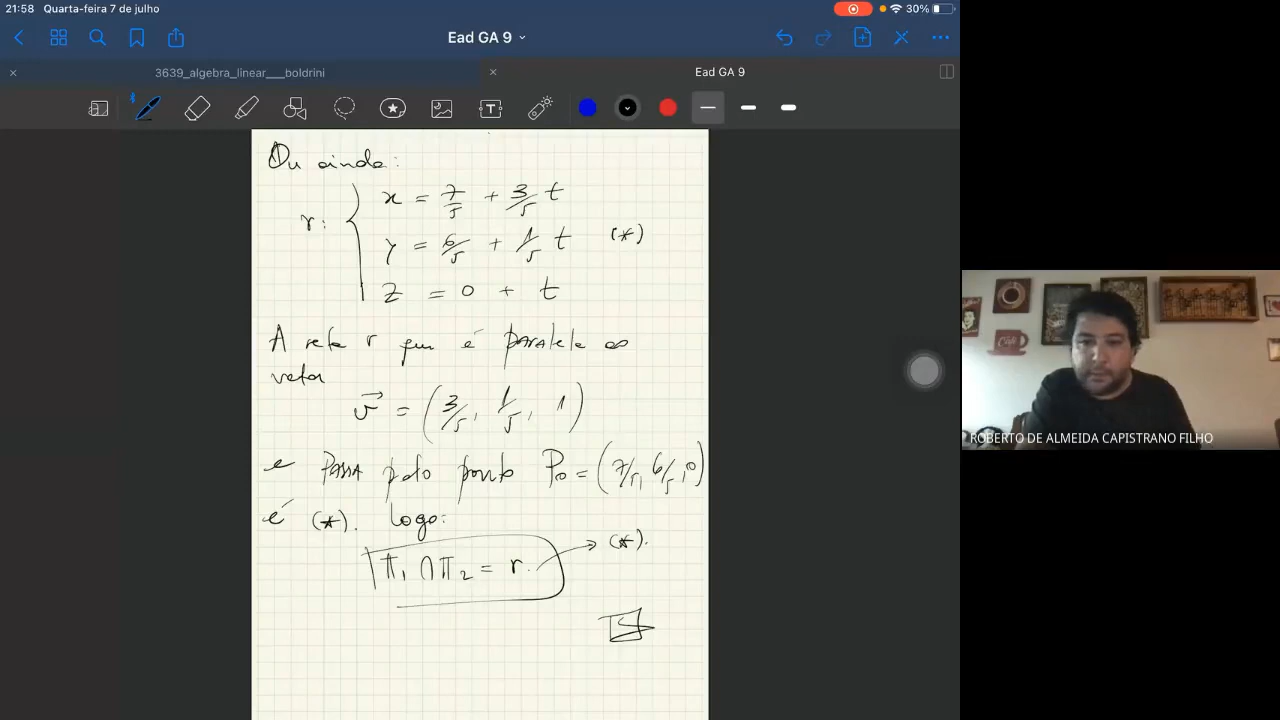 21:58 Quarta-feira 7 de julho
30%
Ead GA 9
3639_algebra_linear___boldrini
Ead GA 9
T
Ou ainda:
r: { x = 7/5 + 3/5 t
y = 6/5 + 1/5 t (*)
z = 0 + t
A reta r que é paralela ao
vetor
v⃗ = (3/5, 1/5, 1)
e PASSA pelo ponto P₀ = (7/5, 6/5, 0)
é (*). Logo:
π₁ ∩ π₂ = r. → (*).
Café
ROBERTO DE ALMEIDA CAPISTRANO FILHO